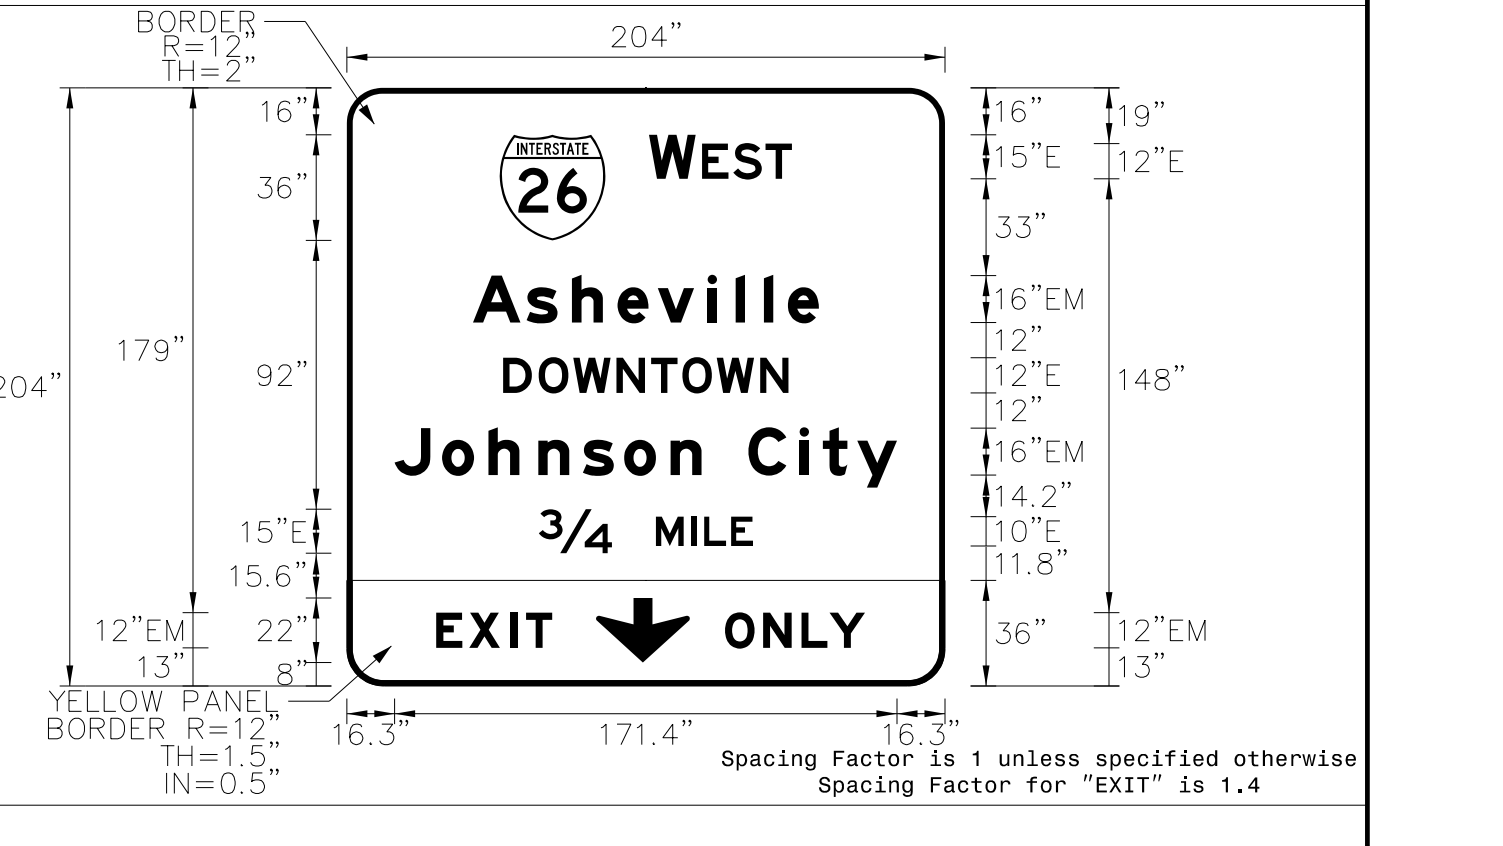 BORDER
R=12"
TH=2"
204"
16"
36"
92"
15"E
15.6"
22"
8"
179"
12"EM
13"
204"
INTERSTATE
26
WEST
Asheville
DOWNTOWN
Johnson City
3/4 MILE
EXIT ONLY
16"
15"E
33"
16"EM
12"
12"E
12"
16"EM
14.2"
10"E
11.8"
36"
19"
12"E
148"
12"EM
13"
YELLOW PANEL
BORDER R=12"
TH=1.5"
IN=0.5"
16.3"
171.4"
16.3"
Spacing Factor is 1 unless specified otherwise
Spacing Factor for "EXIT" is 1.4